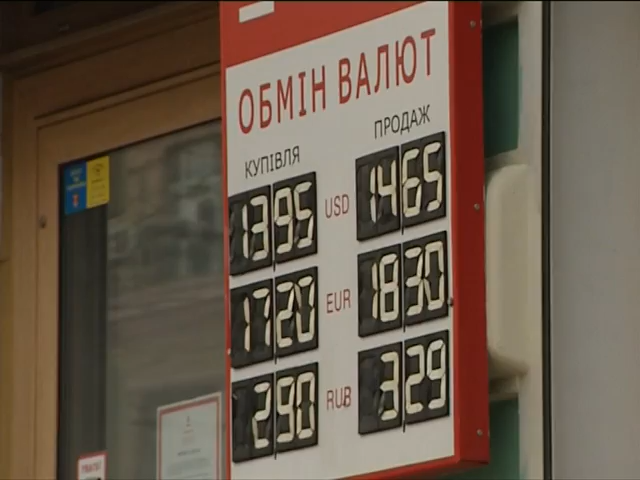 ОБМІН ВАЛЮТ
КУПІВЛЯ ПРОДАЖ
1395 USD 1465
1720 EUR 1830
290 RUB 329